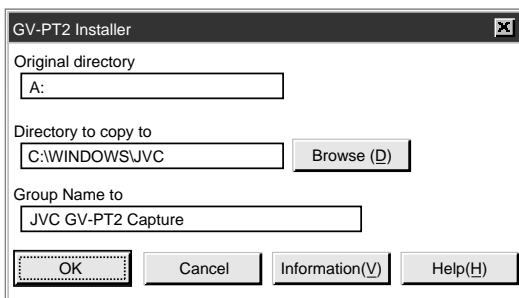 GV-PT2 Installer
Original directory
A:
Directory to copy to
C:\WINDOWS\JVC
Browse (D)
Group Name to
JVC GV-PT2 Capture
OK Cancel Information(V) Help(H)